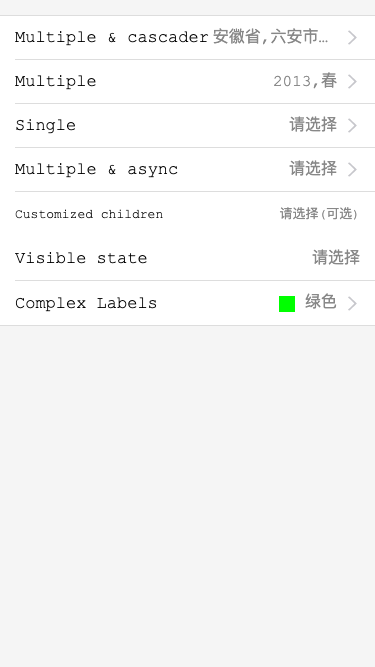 Multiple & cascader 安徽省,六安市…
Multiple 2013,春
Single 请选择
Multiple & async 请选择
Customized children 请选择(可选)
Visible state 请选择
Complex Labels 绿色